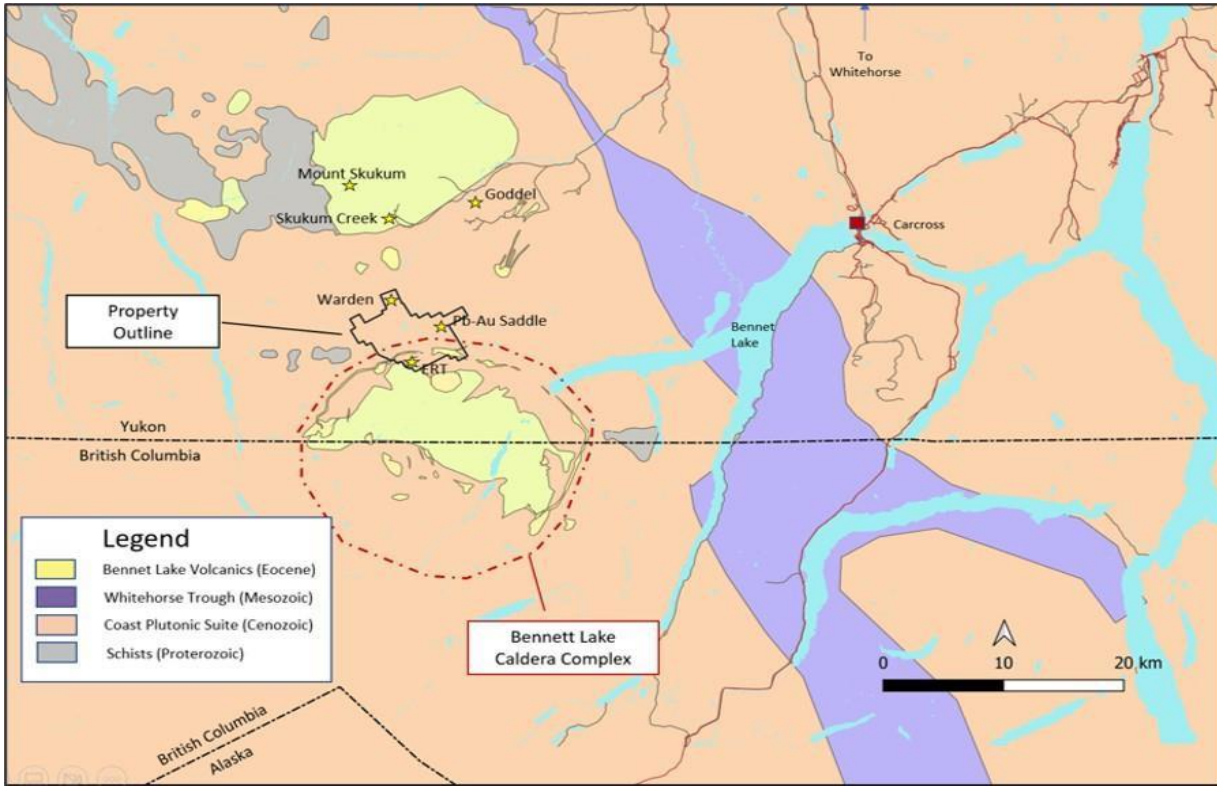 To
Whitehorse
Mount Skukum
Goddel
Skukum Creek
Carcross
Warden
Property
Outline
Pb-Au Saddle
Bennet
Lake
ERT
Yukon
British Columbia
Legend
Bennet Lake Volcanics (Eocene)
Whitehorse Trough (Mesozoic)
Coast Plutonic Suite (Cenozoic)
Schists (Proterozoic)
Bennett Lake
Caldera Complex
0 10 20 km
British Columbia
Alaska